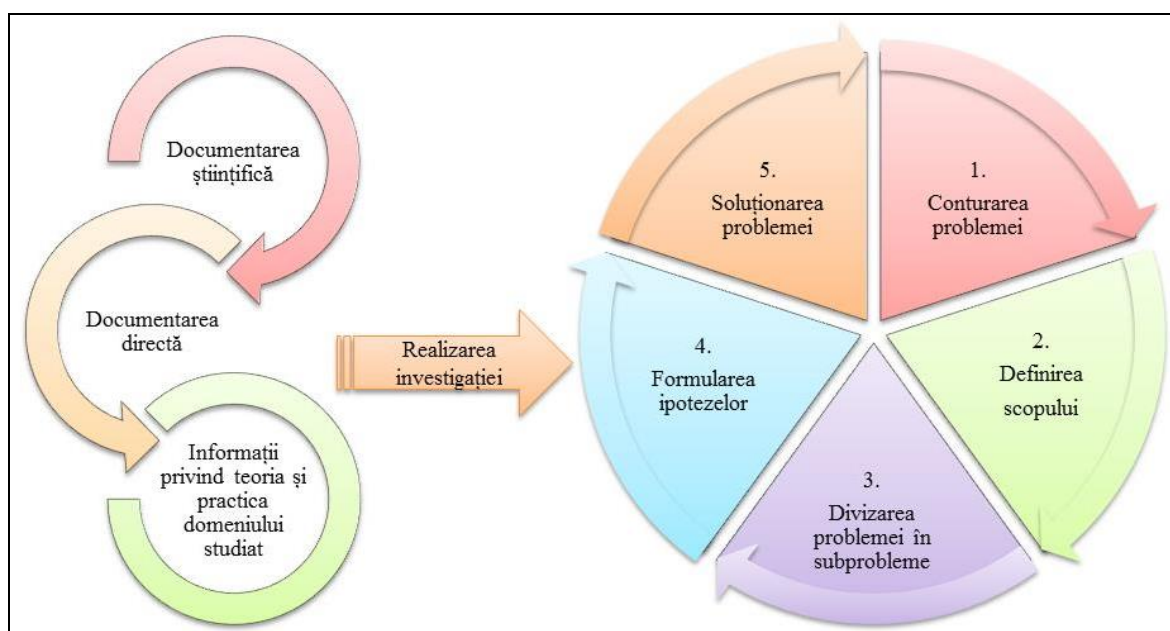 Documentarea
științifică
Documentarea
directă
Informații
privind teoria și
practica
domeniului
studiat
Realizarea
investigației
1.
Conturarea
problemei
2.
Definirea
scopului
3.
Divizarea
problemei în
subprobleme
4.
Formularea
ipotezelor
5.
Soluționarea
problemei